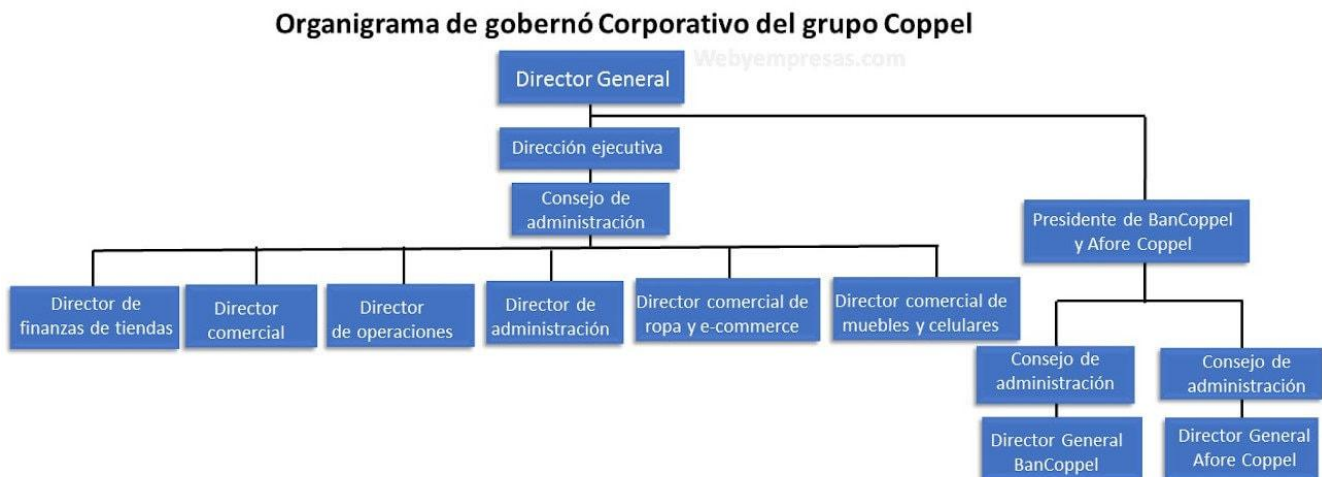 Organigrama de gobernó Corporativo del grupo Coppel
Webyempresas.com
Director General
Dirección ejecutiva
Consejo de
administración
Presidente de BanCoppel
y Afore Coppel
Director de
finanzas de tiendas
Director
comercial
Director
de operaciones
Director de
administración
Director comercial de
ropa y e-commerce
Director comercial de
muebles y celulares
Consejo de
administración
Consejo de
administración
Director General
BanCoppel
Director General
Afore Coppel